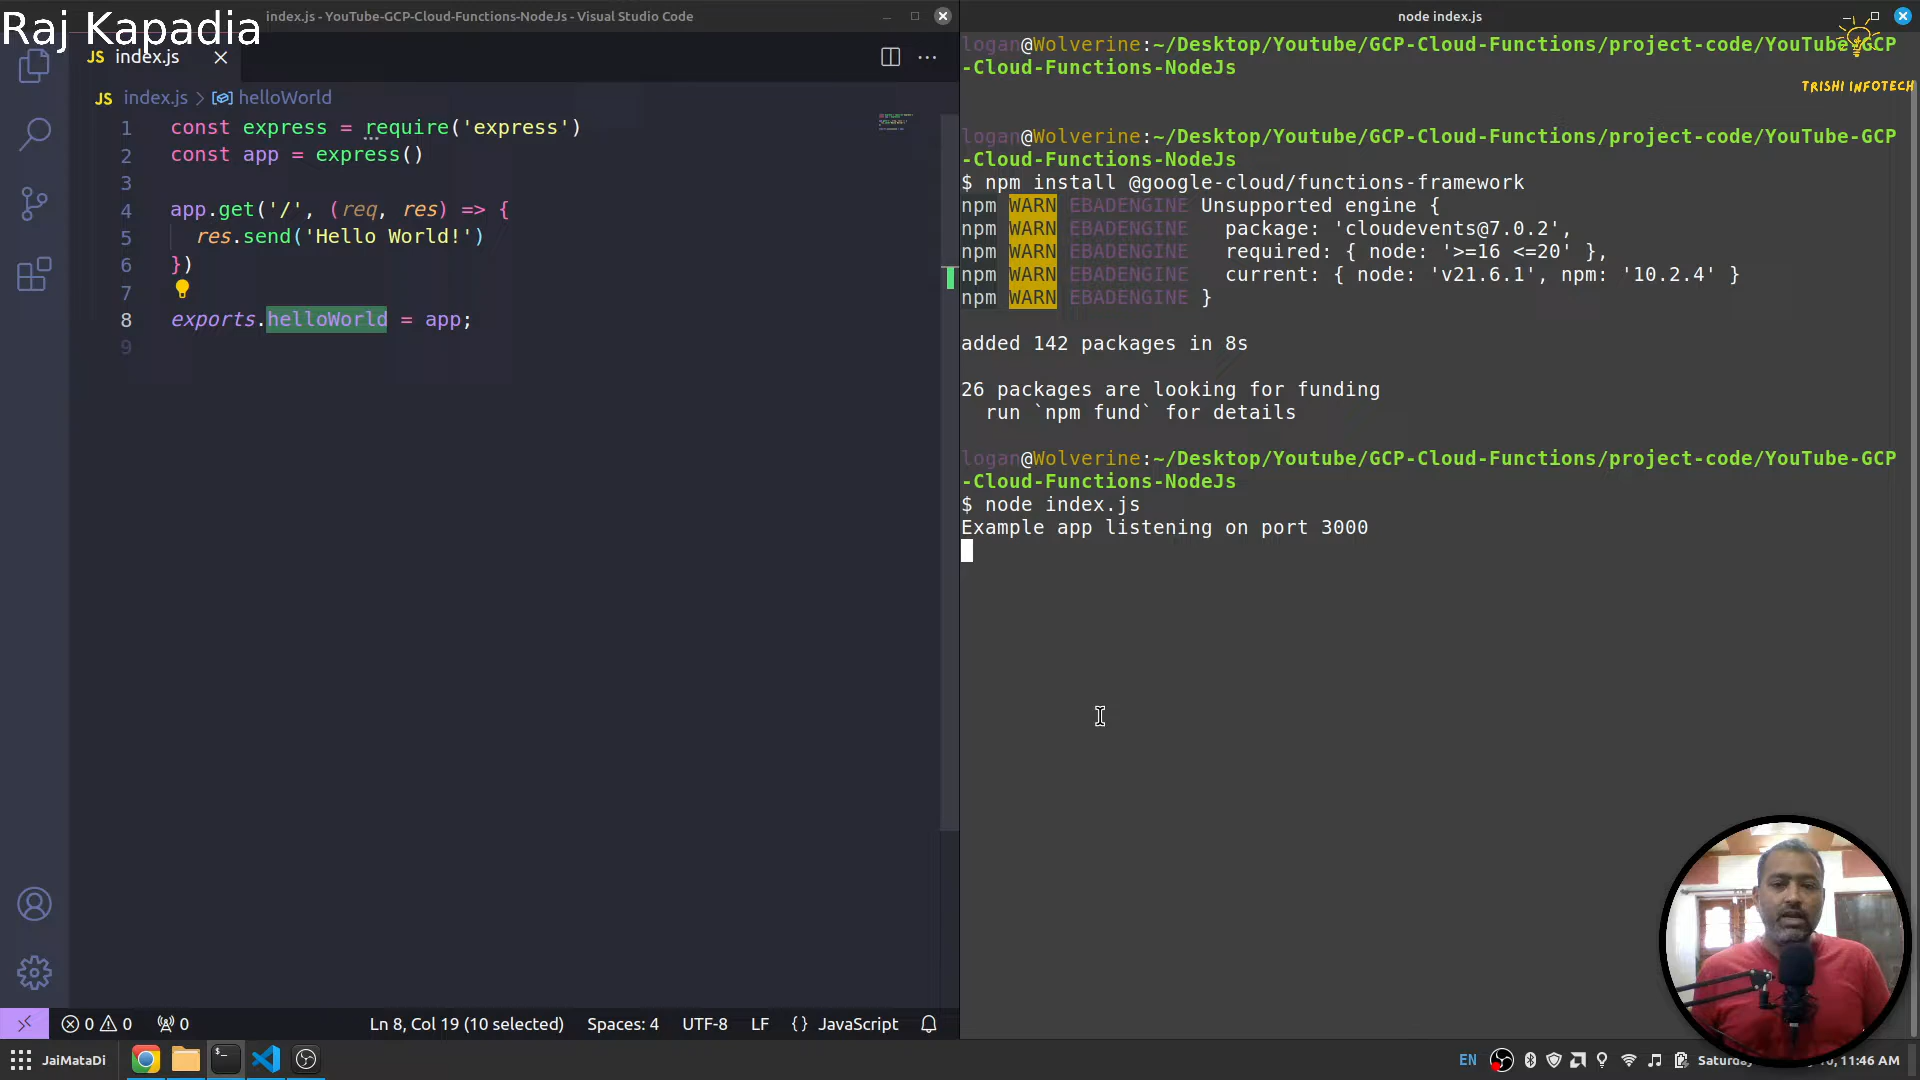 Raj Kapadia
index.js - YouTube-GCP-Cloud-Functions-NodeJs - Visual Studio Code
JS index.js
JS index.js > helloWorld
1 const express = require('express')
2 const app = express()
3
4 app.get('/', (req, res) => {
5 res.send('Hello World!')
6 })
7
8 exports.helloWorld = app;
9
0 0 0
Ln 8, Col 19 (10 selected) Spaces: 4 UTF-8 LF {} JavaScript
node index.js
TRISHI INFOTECH
logan@Wolverine:~/Desktop/Youtube/GCP-Cloud-Functions/project-code/YouTube-GCP
-Cloud-Functions-NodeJs
logan@Wolverine:~/Desktop/Youtube/GCP-Cloud-Functions/project-code/YouTube-GCP
-Cloud-Functions-NodeJs
$ npm install @google-cloud/functions-framework
npm WARN EBADENGINE Unsupported engine {
npm WARN EBADENGINE package: 'cloudevents@7.0.2',
npm WARN EBADENGINE required: { node: '>=16 <=20' },
npm WARN EBADENGINE current: { node: 'v21.6.1', npm: '10.2.4' }
npm WARN EBADENGINE }
added 142 packages in 8s
26 packages are looking for funding
run `npm fund` for details
logan@Wolverine:~/Desktop/Youtube/GCP-Cloud-Functions/project-code/YouTube-GCP
-Cloud-Functions-NodeJs
$ node index.js
Example app listening on port 3000
JaiMataDi
EN
11:46 AM